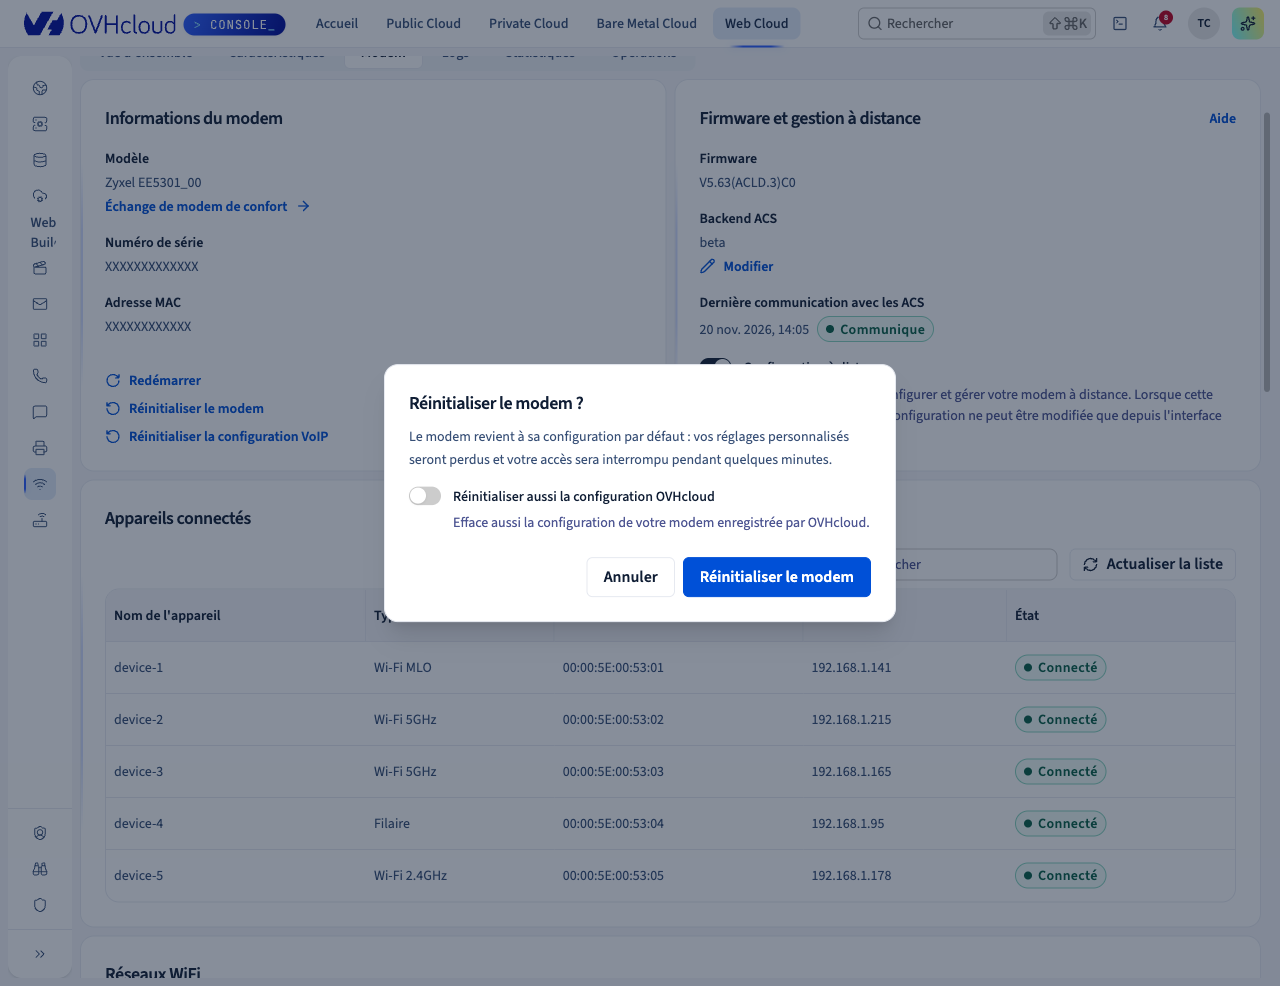 OVHcloud > CONSOLE_ Accueil Public Cloud Private Cloud Bare Metal Cloud Web Cloud Rechercher ⇧⌘K 8 TC
Informations du modem
Modèle
Zyxel EE5301_00
Échange de modem de confort
Numéro de série
XXXXXXXXXXXXX
Adresse MAC
XXXXXXXXXXXX
Redémarrer
Réinitialiser le modem
Réinitialiser la configuration VoIP
Firmware et gestion à distance
Aide
Firmware
V5.63(ACLD.3)C0
Backend ACS
beta
Modifier
Dernière communication avec les ACS
20 nov. 2026, 14:05 Communique
et gérer votre modem à distance. Lorsque cette
ne peut être modifiée que depuis l'interface
Web
Réinitialiser le modem ?
Le modem revient à sa configuration par défaut : vos réglages personnalisés
seront perdus et votre accès sera interrompu pendant quelques minutes.
Réinitialiser aussi la configuration OVHcloud
Efface aussi la configuration de votre modem enregistrée par OVHcloud.
Annuler Réinitialiser le modem
Appareils connectés
Actualiser la liste
Nom de l'appareil État
device-1 Wi-Fi MLO 00:00:5E:00:53:01 192.168.1.141 Connecté
device-2 Wi-Fi 5GHz 00:00:5E:00:53:02 192.168.1.215 Connecté
device-3 Wi-Fi 5GHz 00:00:5E:00:53:03 192.168.1.165 Connecté
device-4 Filaire 00:00:5E:00:53:04 192.168.1.95 Connecté
device-5 Wi-Fi 2.4GHz 00:00:5E:00:53:05 192.168.1.178 Connecté
Réseaux WiFi